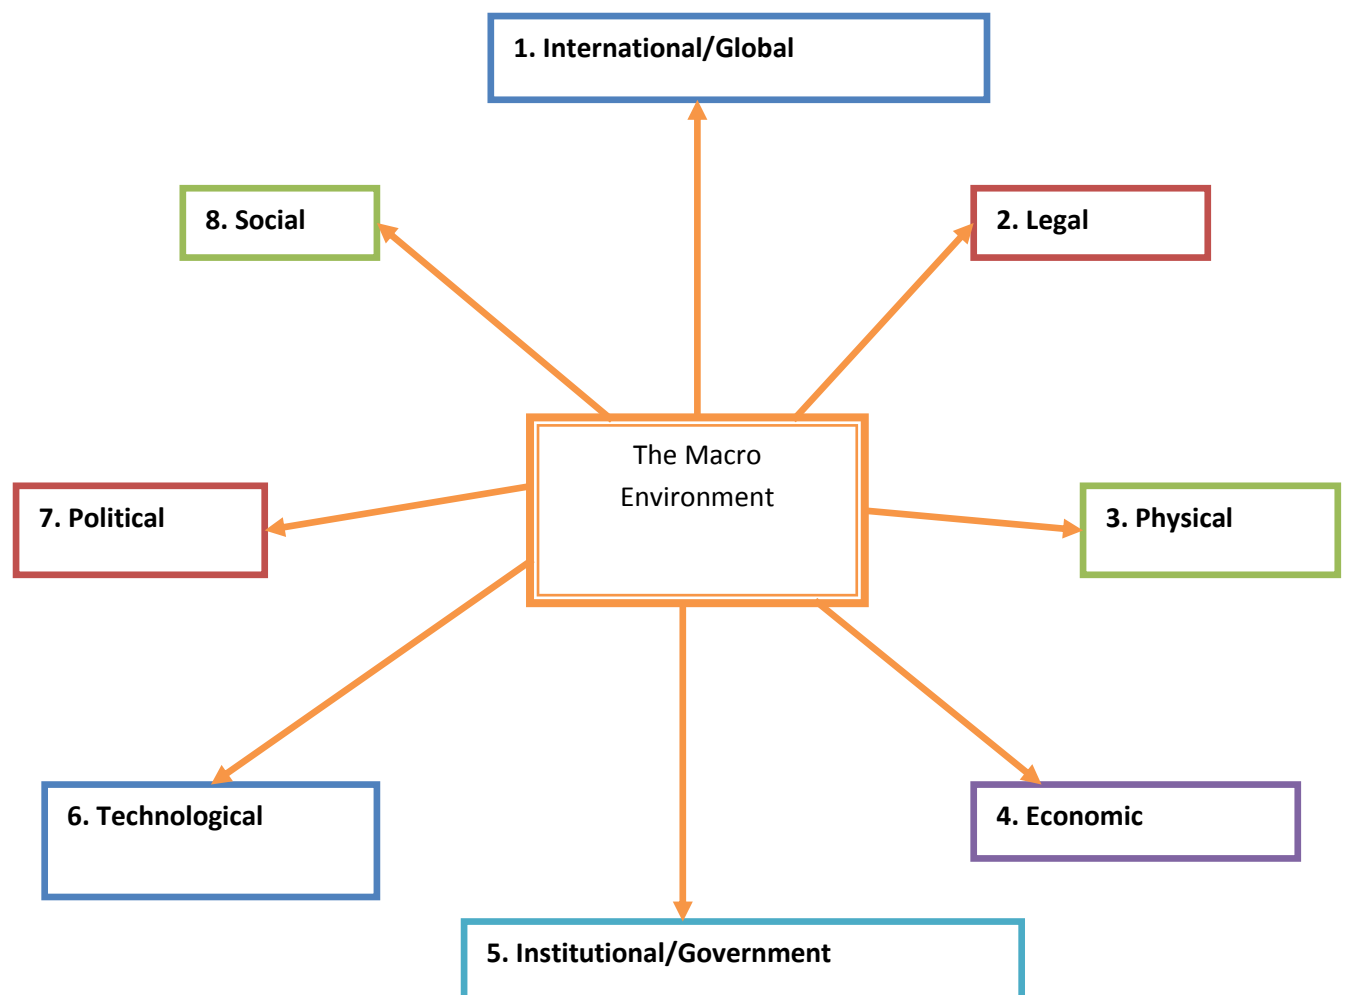 1. International/Global
8. Social
2. Legal
The Macro
Environment
7. Political
3. Physical
6. Technological
4. Economic
5. Institutional/Government